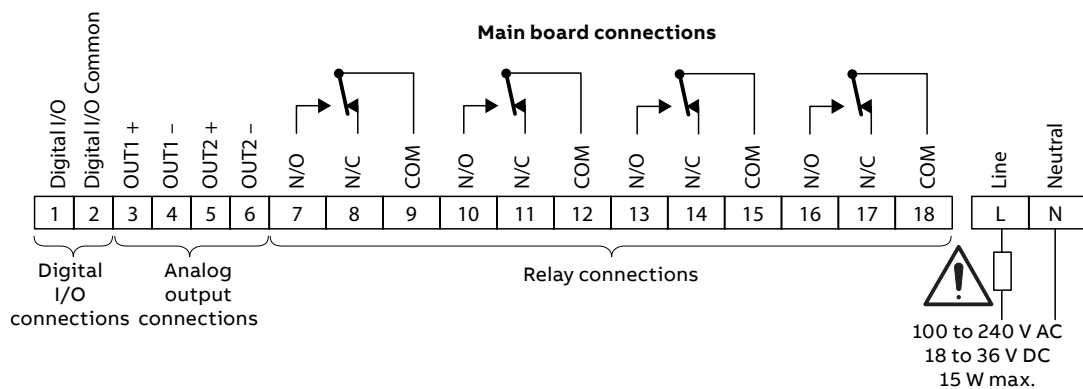 Main board connections
Digital I/O
Digital I/O Common
OUT1 +
OUT1 –
OUT2 +
OUT2 –
N/O
N/C
COM
N/O
N/C
COM
N/O
N/C
COM
N/O
N/C
COM
Line
Neutral
1 2 3 4 5 6 7 8 9 10 11 12 13 14 15 16 17 18 L N
Digital
I/O
connections
Analog
output
connections
Relay connections
100 to 240 V AC
18 to 36 V DC
15 W max.